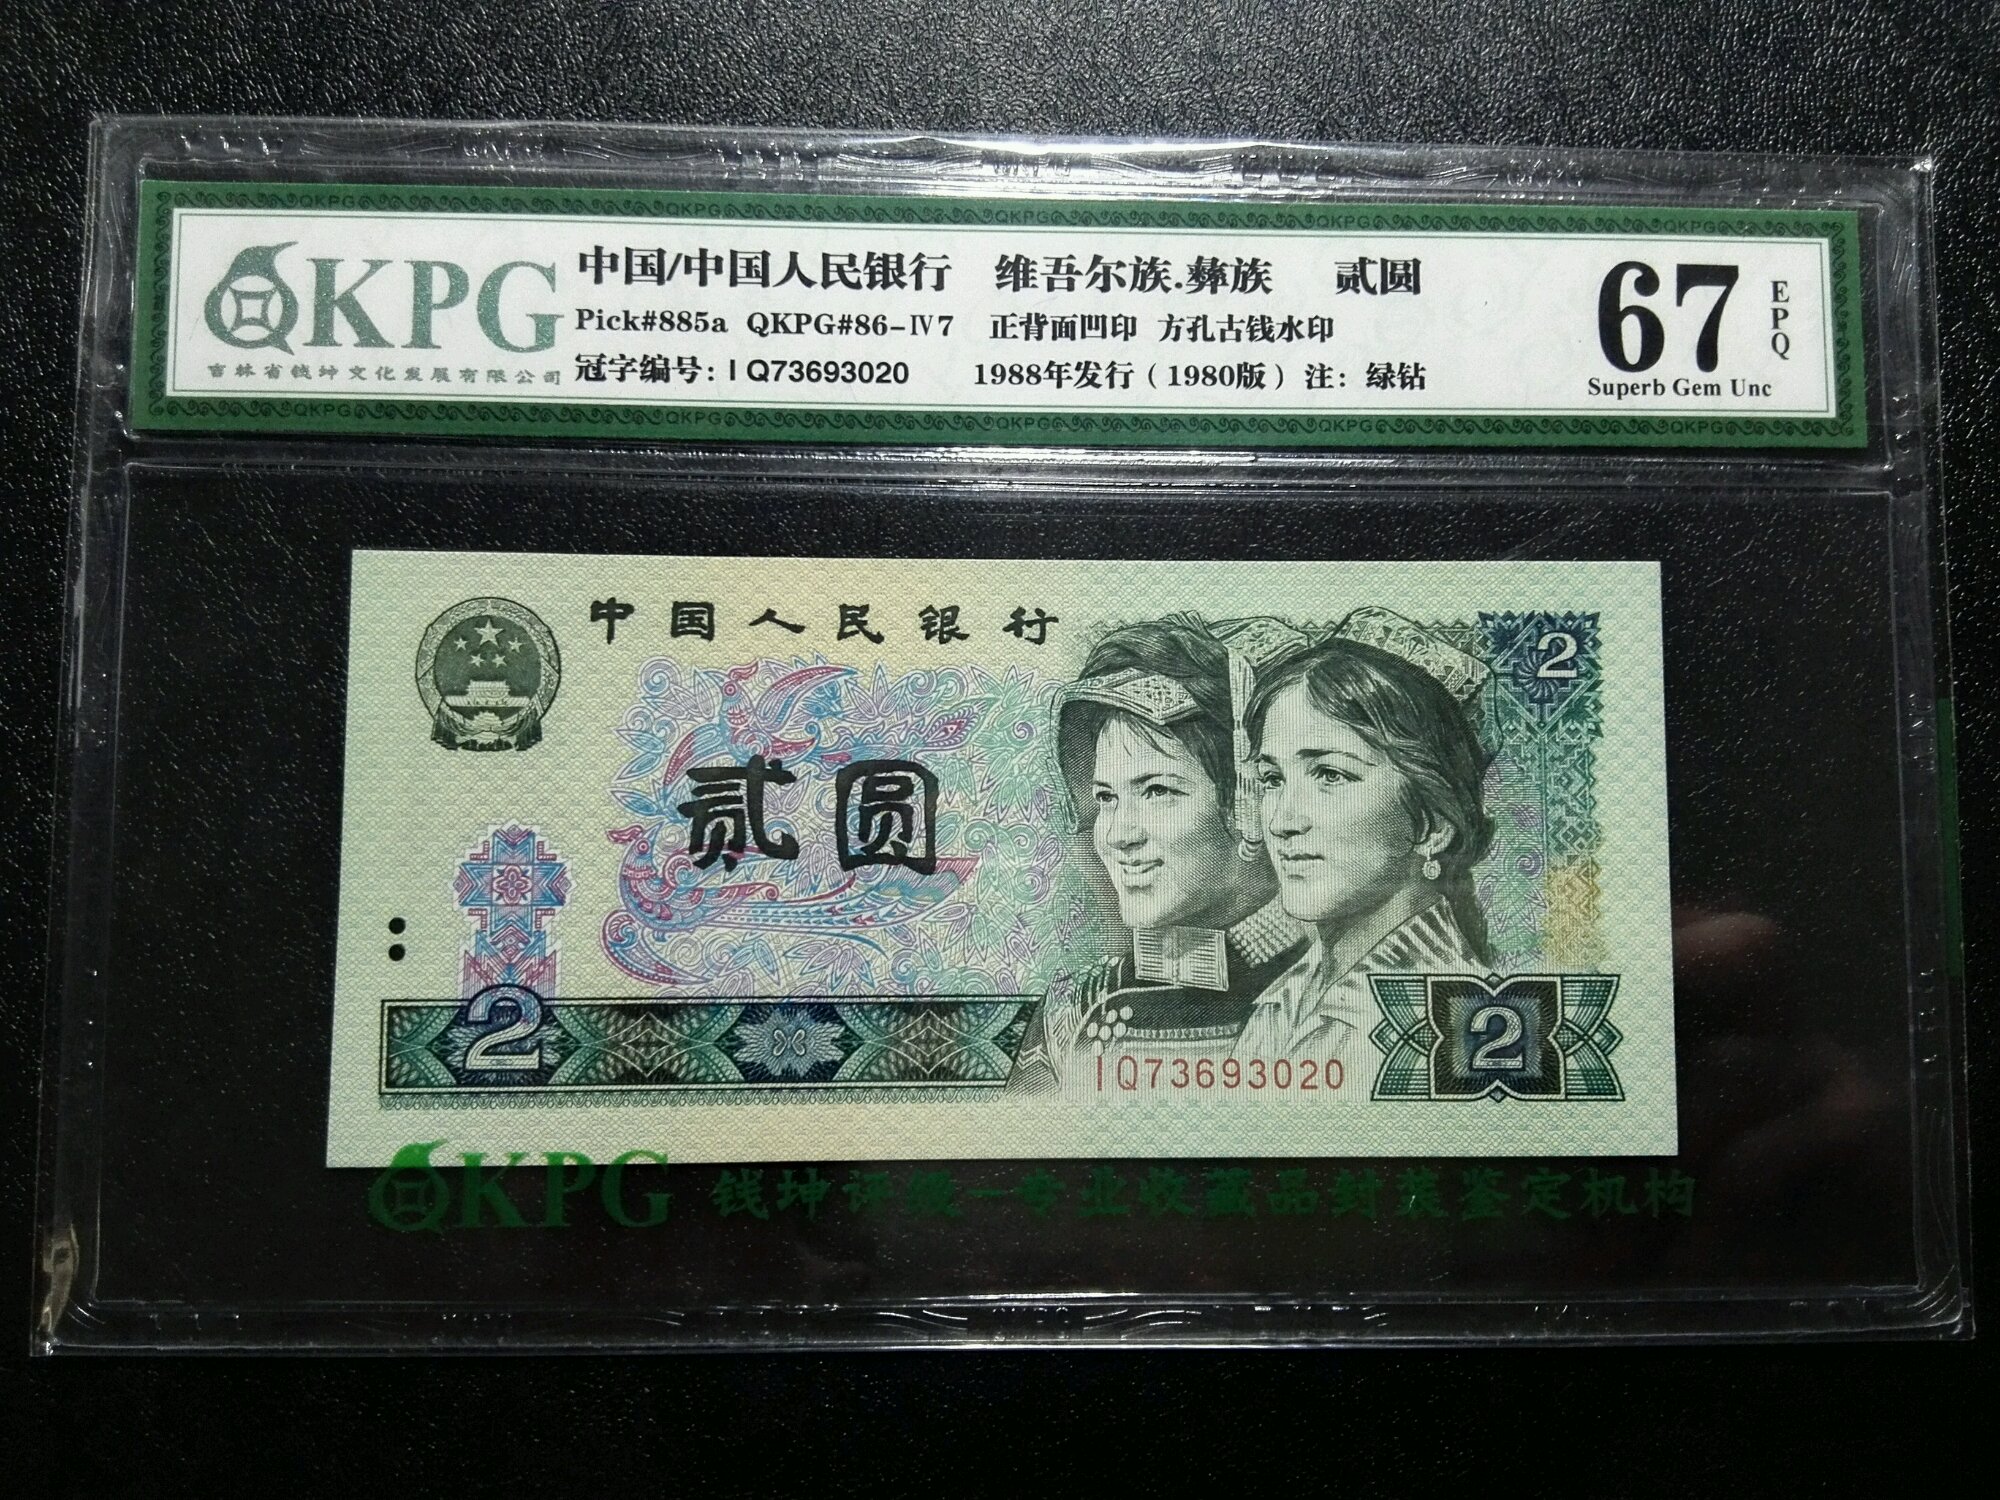 QKPG
吉林省钱坤文化发展有限公司
中国/中国人民银行 维吾尔族.彝族 贰圆
Pick#885a QKPG#86-Ⅳ7 正背面凹印 方孔古钱水印
冠字编号: IQ73693020 1988年发行（1980版）注: 绿钻
67
EPQ
Superb Gem Unc
中国人民银行
2
贰圆
2
IQ73693020
2
QKPG 钱坤评级-专业收藏品封装鉴定机构